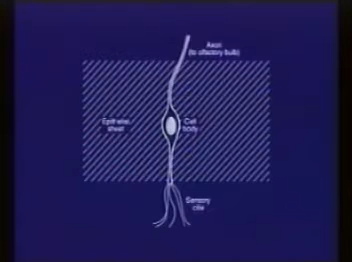 Axon
(to olfactory bulb)
Epithelial
sheet
Cell
body
Sensory
cilia